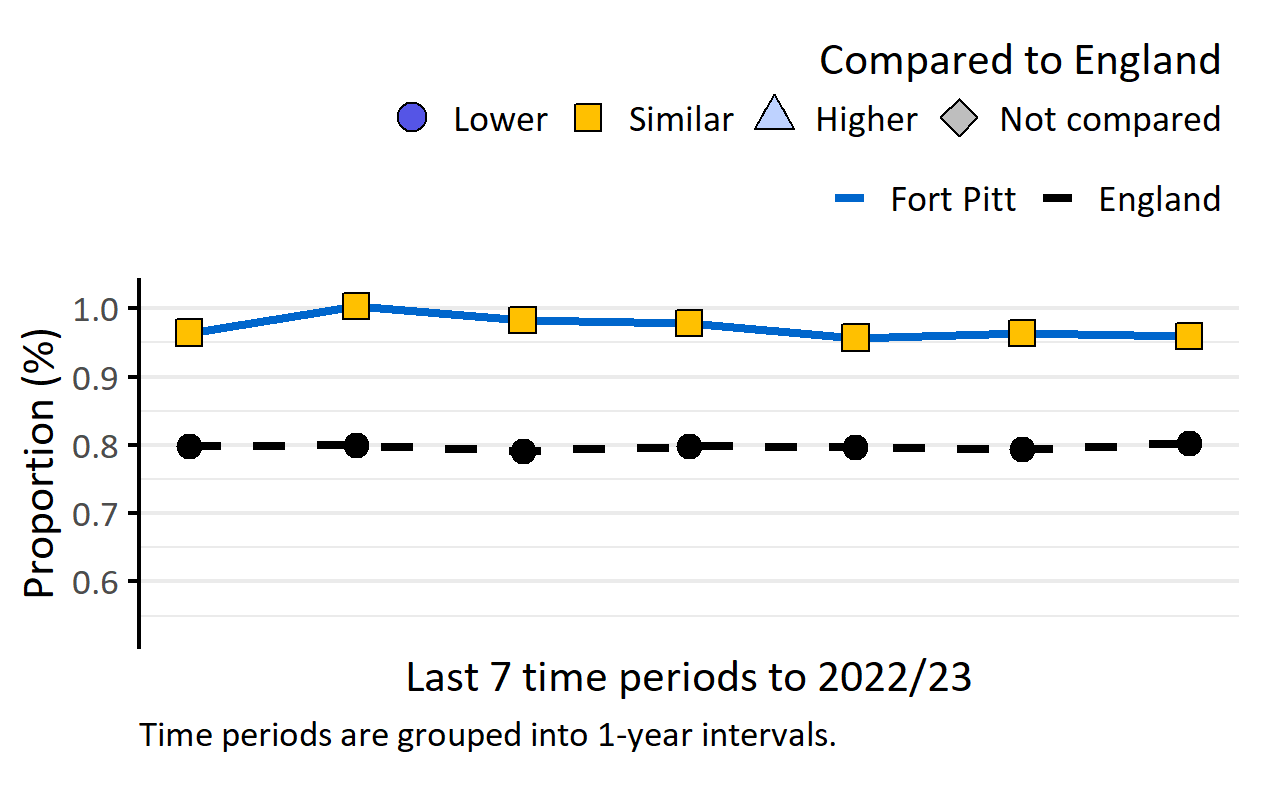 Compared to England
Lower Similar Higher Not compared
Fort Pitt England
Proportion (%)
1.0
0.9
0.8
0.7
0.6
Last 7 time periods to 2022/23
Time periods are grouped into 1-year intervals.